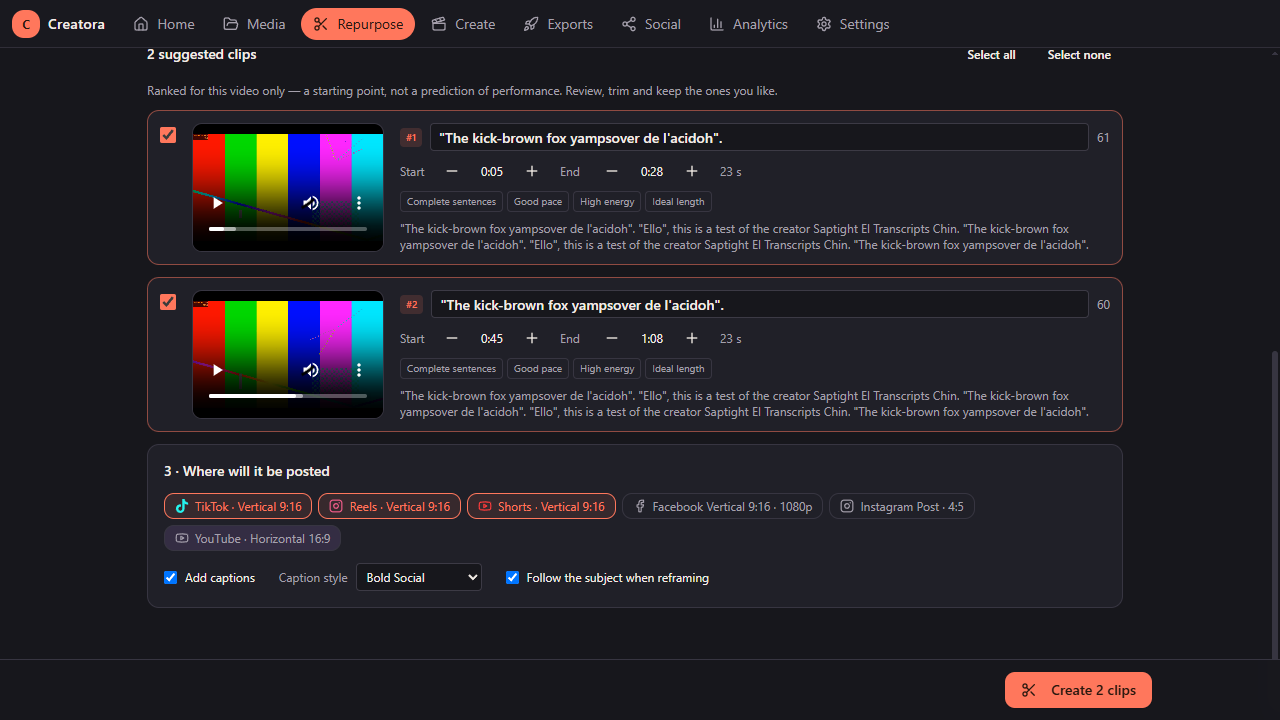 C Creatora Home Media Repurpose Create Exports Social Analytics Settings
2 suggested clips Select all Select none
Ranked for this video only — a starting point, not a prediction of performance. Review, trim and keep the ones you like.
#1 "The kick-brown fox yampsover de l'acidoh". 61
Start − 0:05 + End − 0:28 + 23 s
Complete sentences Good pace High energy Ideal length
"The kick-brown fox yampsover de l'acidoh". "Ello", this is a test of the creator Saptight El Transcripts Chin. "The kick-brown fox
yampsover de l'acidoh". "Ello", this is a test of the creator Saptight El Transcripts Chin. "The kick-brown fox yampsover de l'acidoh".
#2 "The kick-brown fox yampsover de l'acidoh". 60
Start − 0:45 + End − 1:08 + 23 s
Complete sentences Good pace High energy Ideal length
"The kick-brown fox yampsover de l'acidoh". "Ello", this is a test of the creator Saptight El Transcripts Chin. "The kick-brown fox
yampsover de l'acidoh". "Ello", this is a test of the creator Saptight El Transcripts Chin. "The kick-brown fox yampsover de l'acidoh".
3 · Where will it be posted
TikTok · Vertical 9:16 Reels · Vertical 9:16 Shorts · Vertical 9:16 Facebook Vertical 9:16 · 1080p Instagram Post · 4:5
YouTube · Horizontal 16:9
Add captions Caption style Bold Social Follow the subject when reframing
Create 2 clips